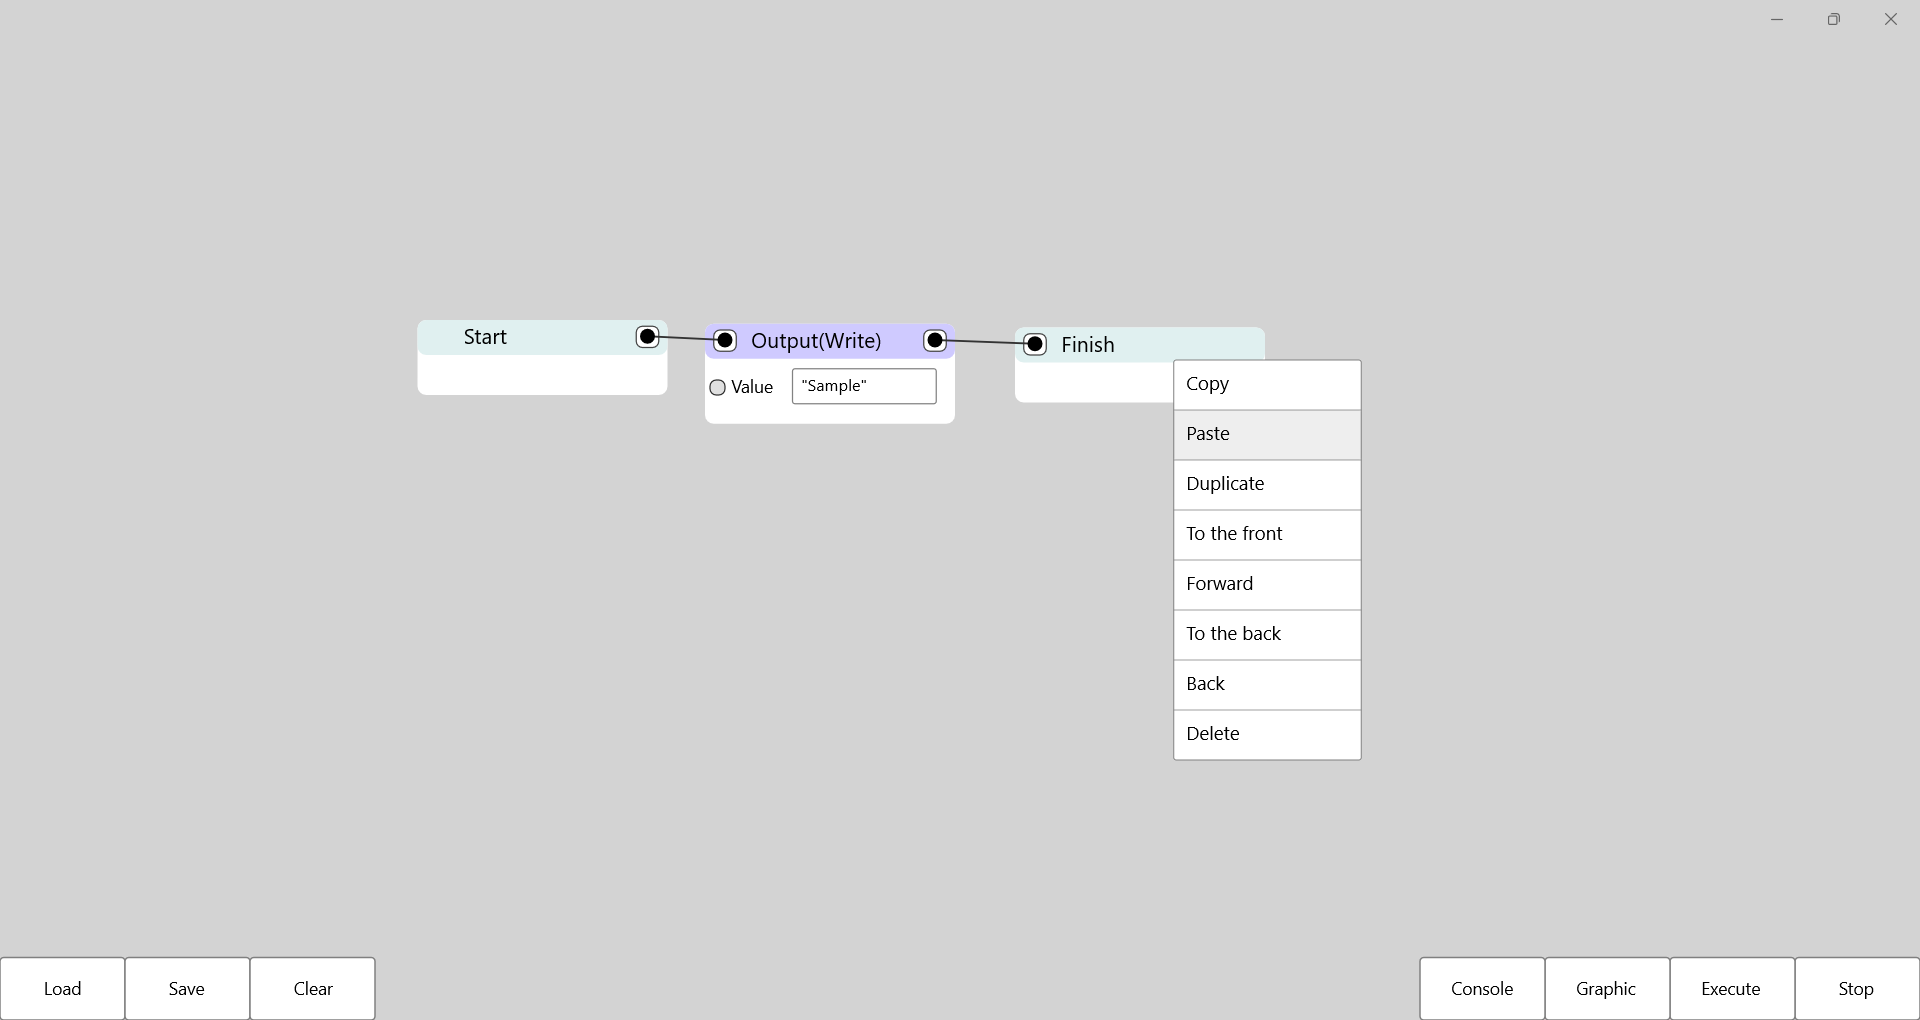 Start
Output(Write)
Value
"Sample"
Finish
Copy
Paste
Duplicate
To the front
Forward
To the back
Back
Delete
Load
Save
Clear
Console
Graphic
Execute
Stop